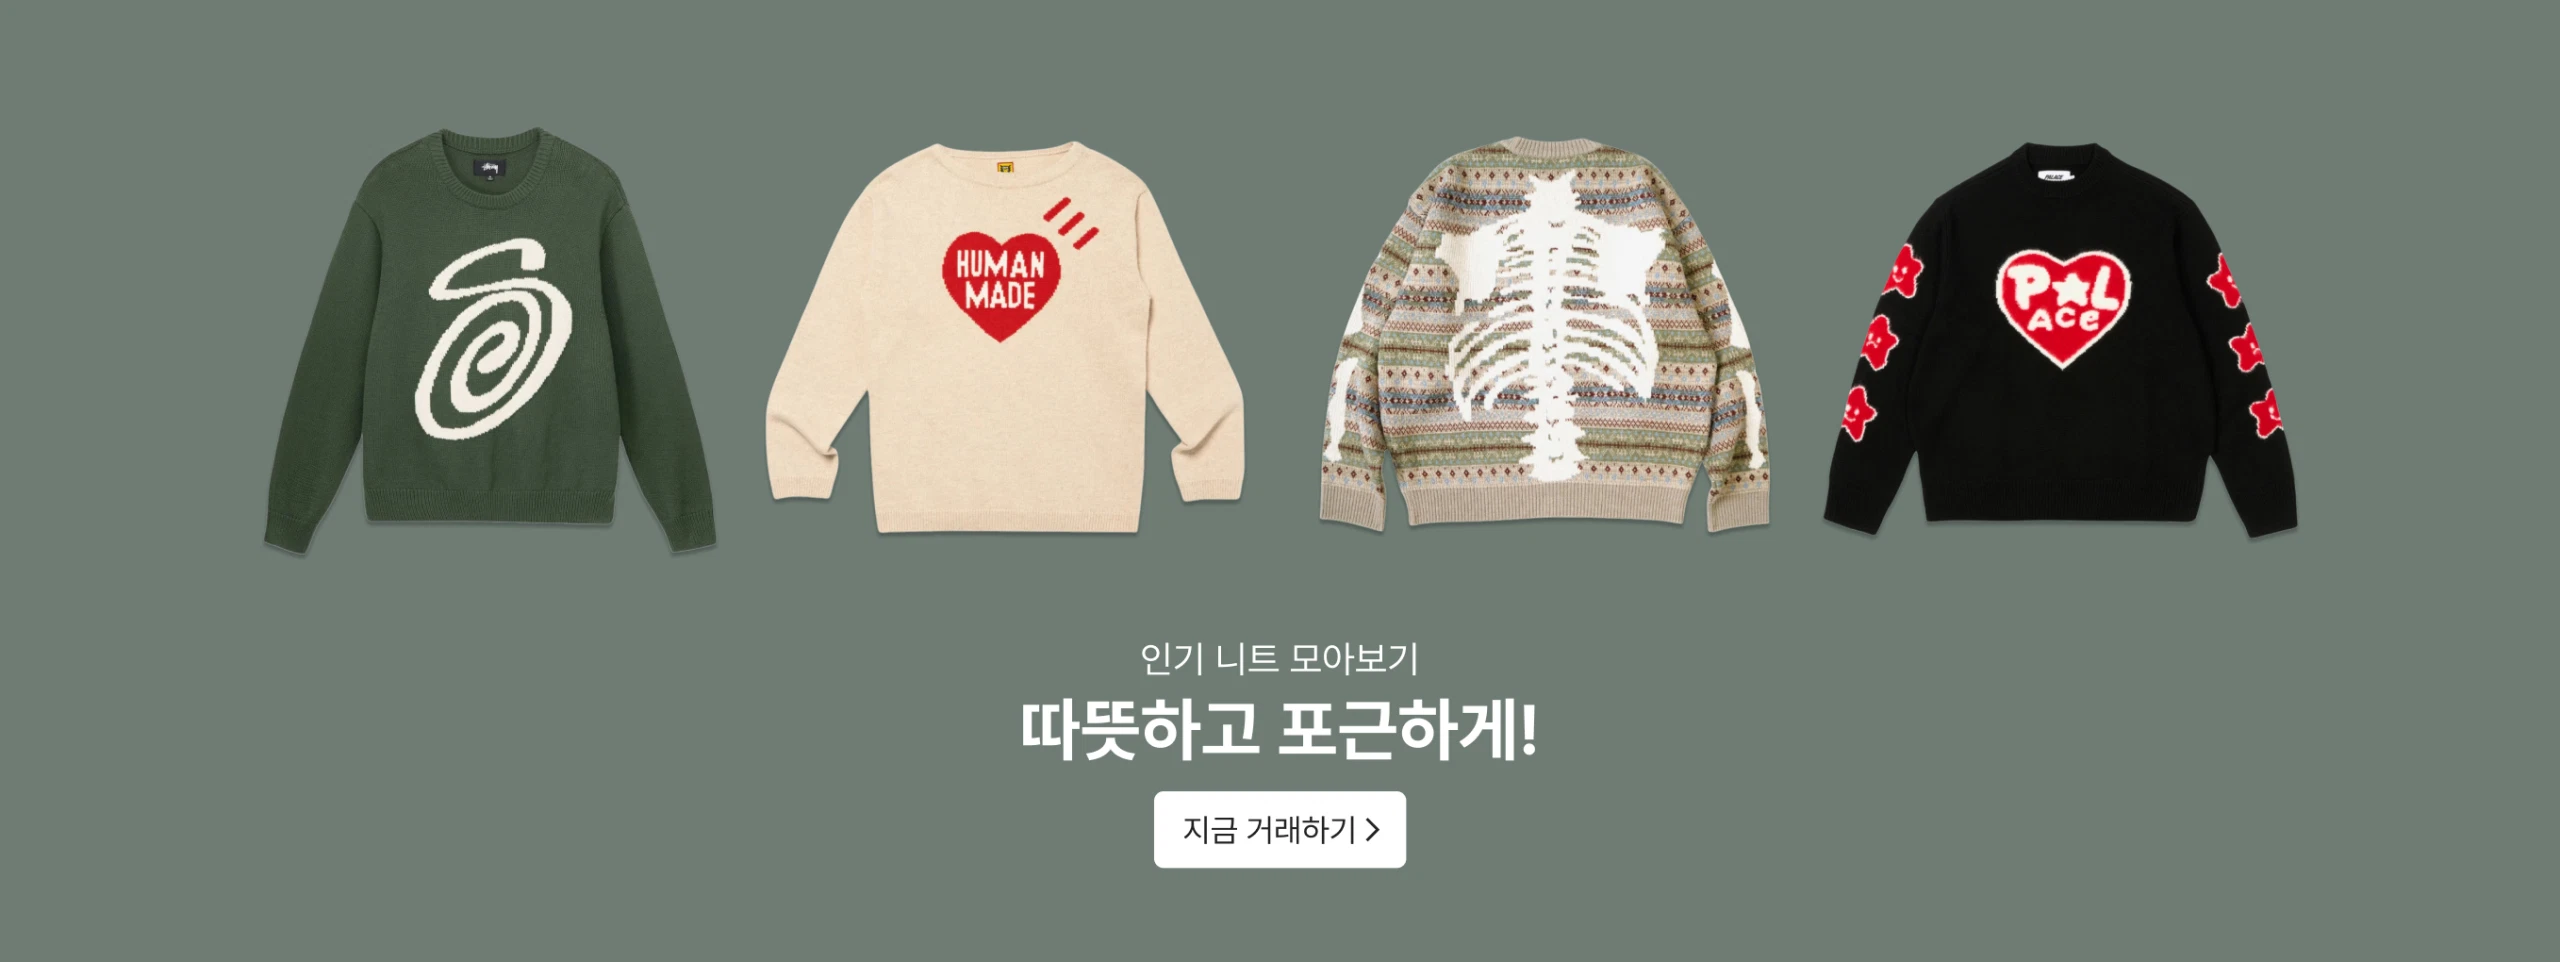 HUMAN
MADE
PALACE
P★L
ACe
인기 니트 모아보기
따뜻하고 포근하게!
지금 거래하기 >